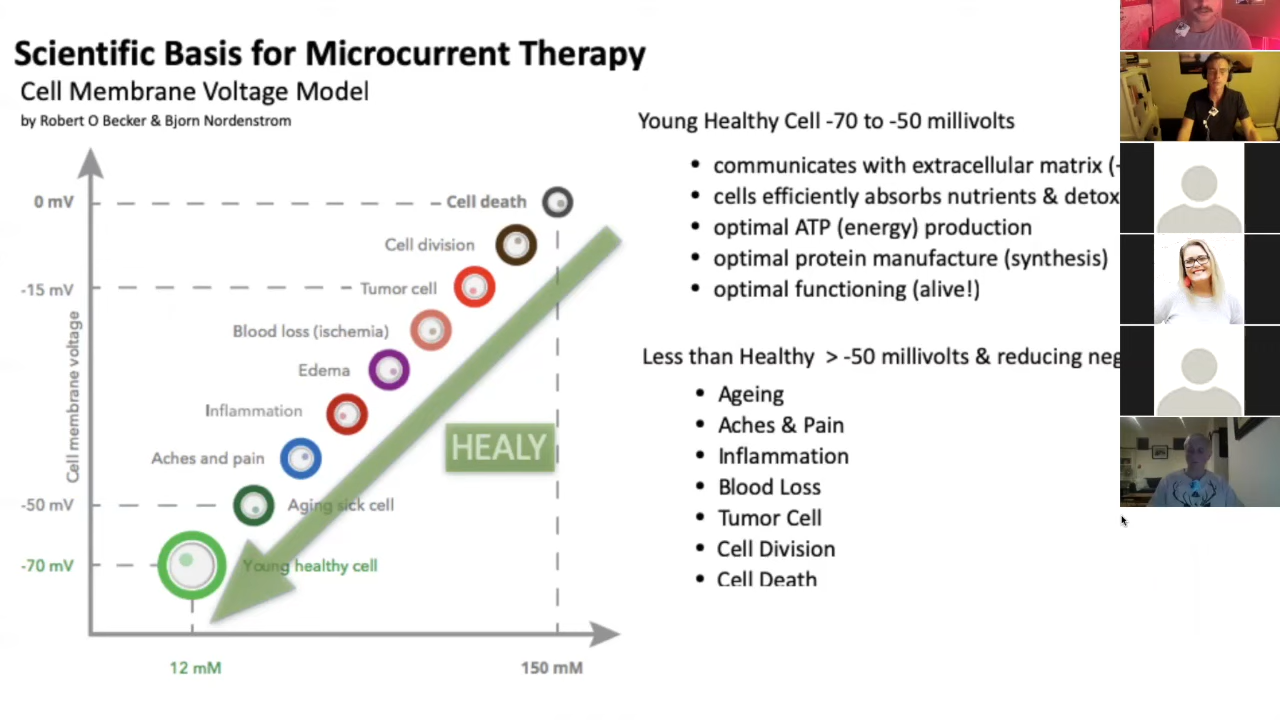 Scientific Basis for Microcurrent Therapy
Cell Membrane Voltage Model
by Robert O Becker & Bjorn Nordenstrom
0 mV
Cell death
Cell division
-15 mV
Tumor cell
Blood loss (ischemia)
Edema
Inflammation
Aches and pain
-50 mV
Aging sick cell
-70 mV
Young healthy cell
Cell membrane voltage
HEALY
12 mM
150 mM
Young Healthy Cell -70 to -50 millivolts
• communicates with extracellular matrix (-
• cells efficiently absorbs nutrients & detox
• optimal ATP (energy) production
• optimal protein manufacture (synthesis)
• optimal functioning (alive!)
Less than Healthy > -50 millivolts & reducing neg
• Ageing
• Aches & Pain
• Inflammation
• Blood Loss
• Tumor Cell
• Cell Division
• Cell Death